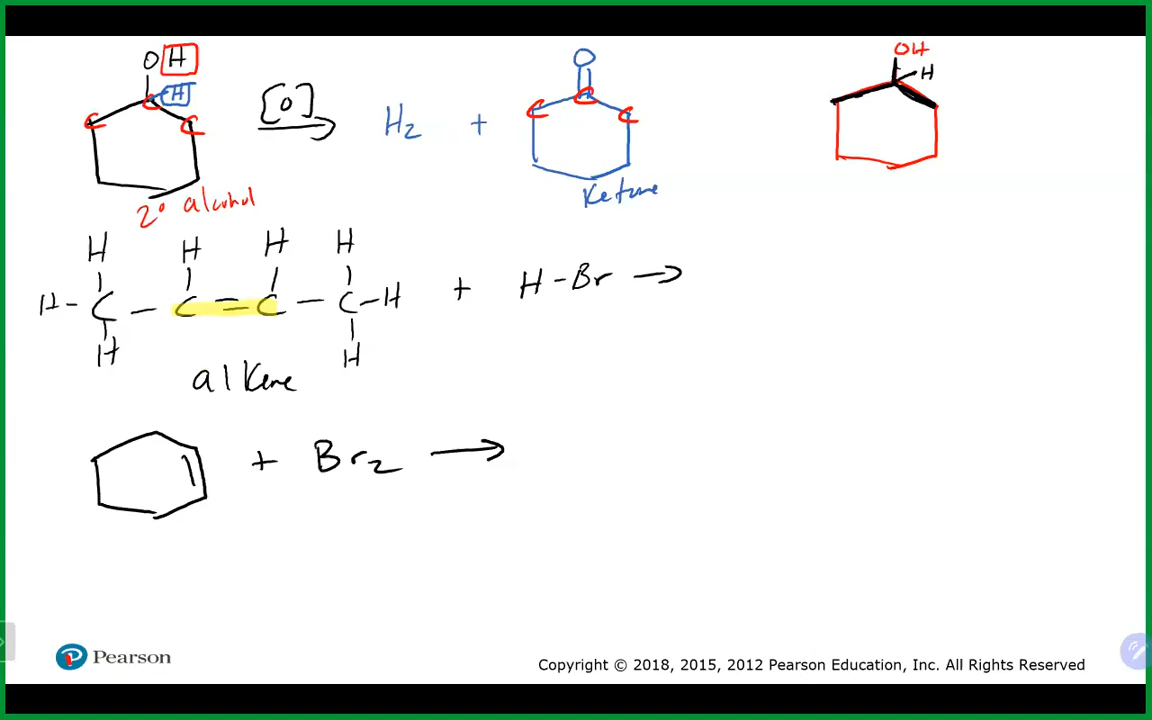 OH OH
H [O] H H
C C C → H2 + C C C
2° alcohol Ketone
O
H H H H
H-C-C=C-C-H + H-Br →
H H
alkene
+ Br2 →
Pearson
Copyright © 2018, 2015, 2012 Pearson Education, Inc. All Rights Reserved